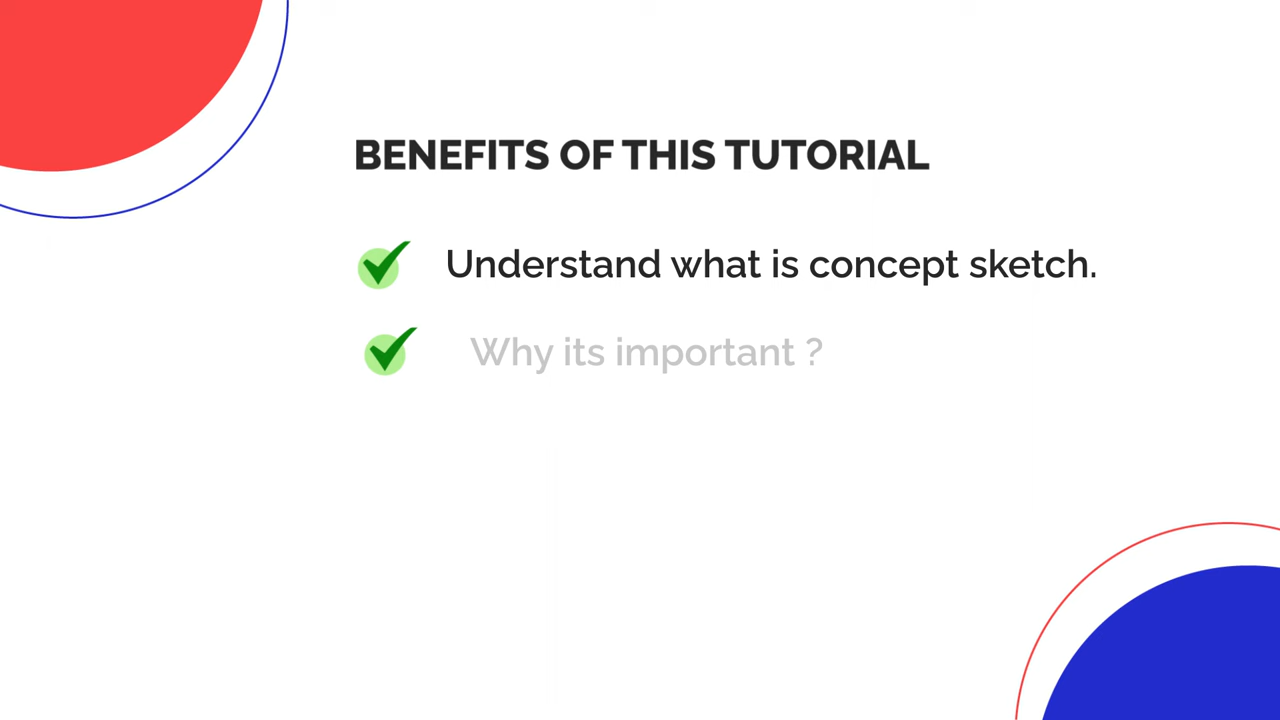 BENEFITS OF THIS TUTORIAL
Understand what is concept sketch.
Why its important ?